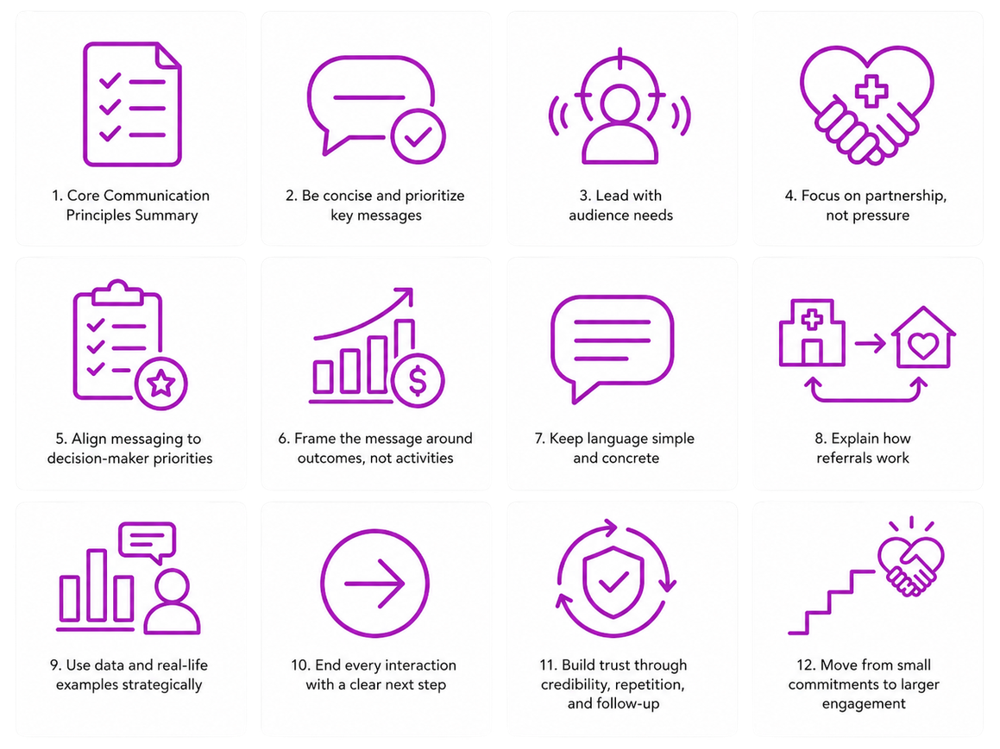 1. Core Communication
Principles Summary
2. Be concise and prioritize
key messages
3. Lead with
audience needs
4. Focus on partnership,
not pressure
5. Align messaging to
decision-maker priorities
$
6. Frame the message around
outcomes, not activities
7. Keep language simple
and concrete
8. Explain how
referrals work
9. Use data and real-life
examples strategically
10. End every interaction
with a clear next step
11. Build trust through
credibility, repetition,
and follow-up
12. Move from small
commitments to larger
engagement